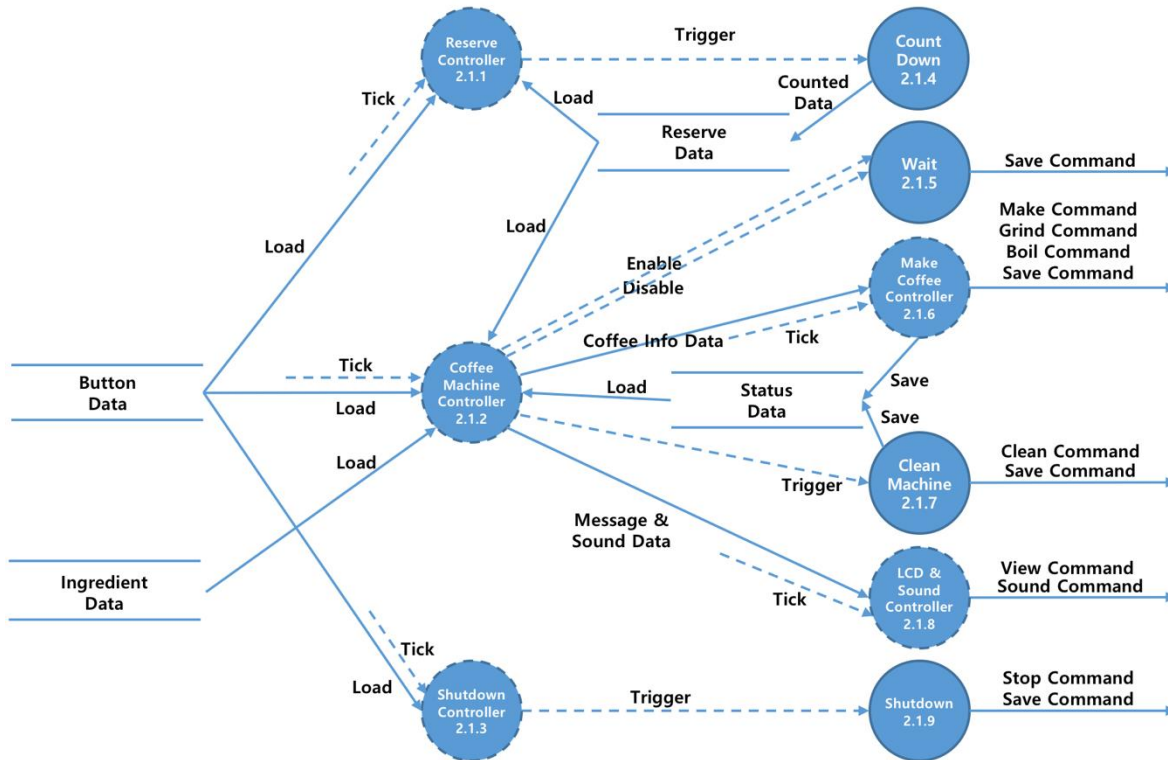 Reserve
Controller
2.1.1
Trigger
Count
Down
2.1.4
Tick
Load
Counted
Data
Reserve
Data
Wait
2.1.5
Save Command
Load
Load
Enable
Disable
Make Command
Grind Command
Boil Command
Save Command
Make
Coffee
Controller
2.1.6
Coffee Info Data
Tick
Button
Data
Tick
Load
Coffee
Machine
Controller
2.1.2
Load
Status
Data
Save
Save
Load
Trigger
Clean
Machine
2.1.7
Clean Command
Save Command
Message &
Sound Data
Ingredient
Data
Tick
LCD &
Sound
Controller
2.1.8
View Command
Sound Command
Tick
Load
Shutdown
Controller
2.1.3
Trigger
Shutdown
2.1.9
Stop Command
Save Command